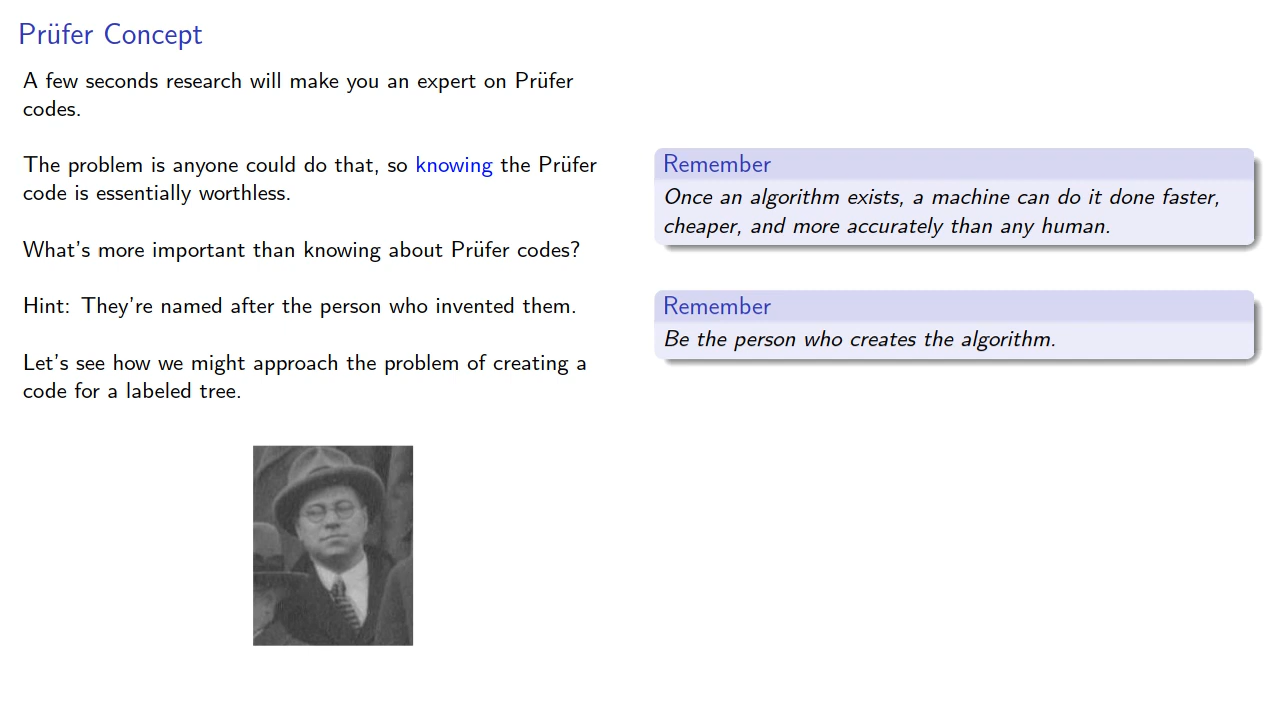 Prüfer Concept
A few seconds research will make you an expert on Prüfer
codes.
The problem is anyone could do that, so knowing the Prüfer
code is essentially worthless.
What's more important than knowing about Prüfer codes?
Hint: They're named after the person who invented them.
Let's see how we might approach the problem of creating a
code for a labeled tree.
Remember
Once an algorithm exists, a machine can do it done faster,
cheaper, and more accurately than any human.
Remember
Be the person who creates the algorithm.